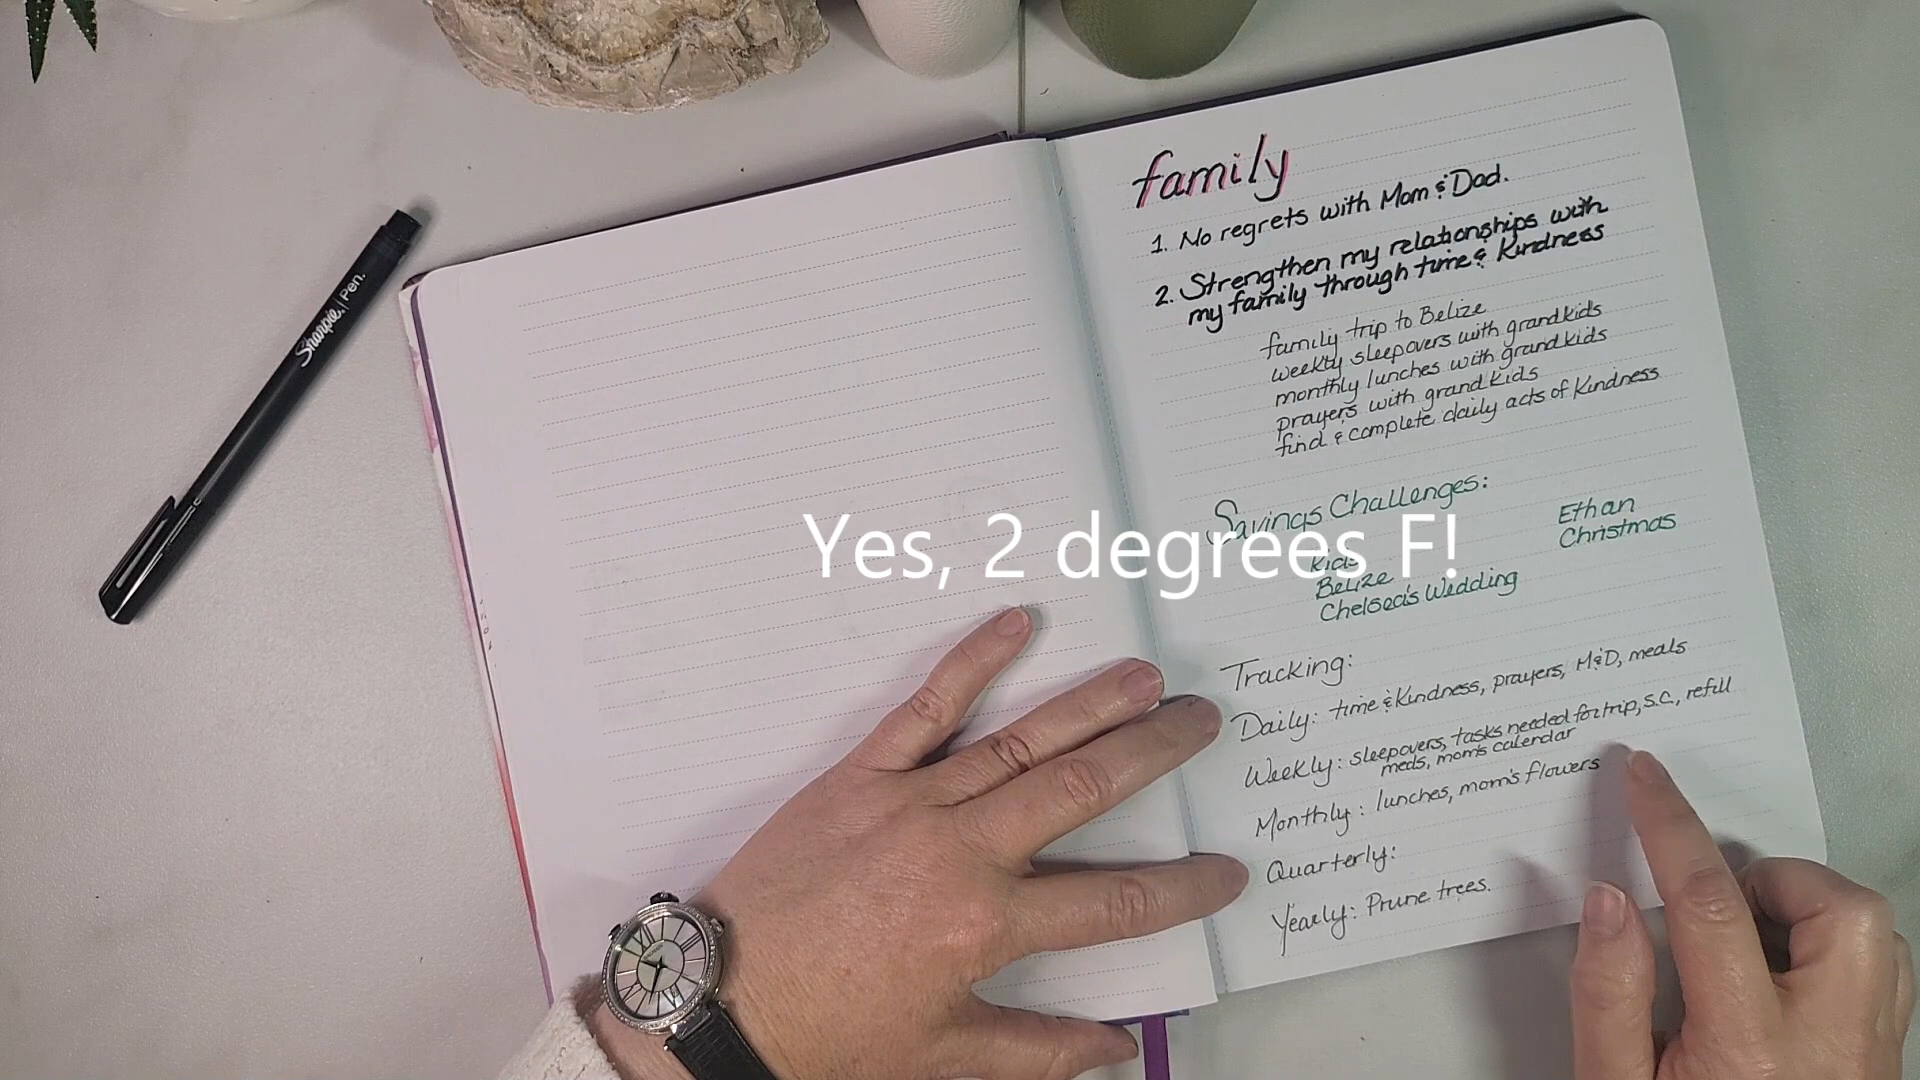 Sharpie. Pen.
family
1. No regrets with Mom & Dad.
2. Strengthen my relationships with
my family through time & Kindness
family trip to Belize
weekly sleepovers with grandkids
monthly lunches with grandkids
prayers with grandkids
find & complete daily acts of Kindness
Savings Challenges:
Kids
Belize
Chelsea's Wedding
Ethan
Christmas
Yes, 2 degrees F!
Tracking:
Daily: time & Kindness, prayers, M&D, meals
Weekly: sleepovers, tasks needed for trip, S.C., refill
meds, mom's calendar
Monthly: lunches, mom's flowers
Quarterly:
Yearly: Prune trees.